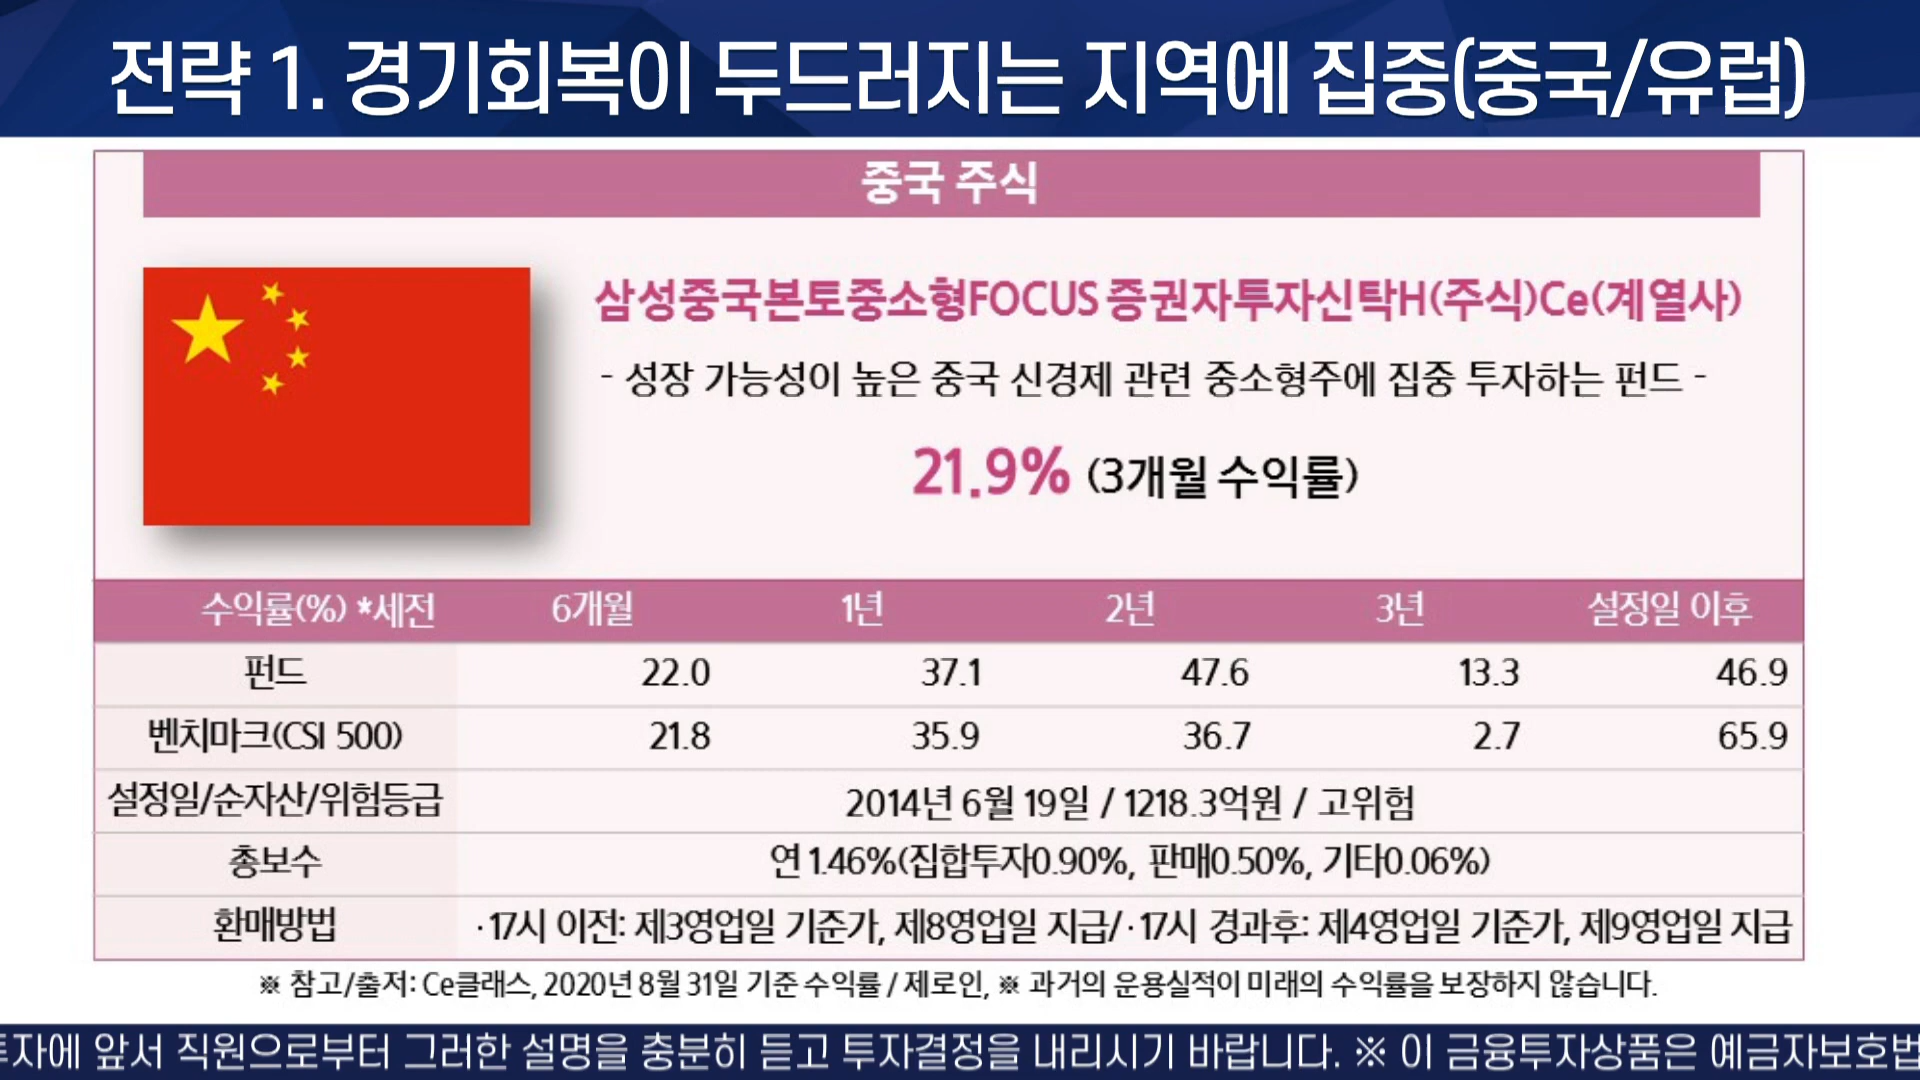 전략 1. 경기회복이 두드러지는 지역에 집중(중국/유럽)
중국 주식
삼성중국본토중소형FOCUS 증권자투자신탁H(주식)Ce(계열사)
- 성장 가능성이 높은 중국 신경제 관련 중소형주에 집중 투자하는 펀드 -
21.9% (3개월 수익률)
수익률(%) *세전 6개월 1년 2년 3년 설정일 이후
펀드 22.0 37.1 47.6 13.3 46.9
벤치마크(CSI 500) 21.8 35.9 36.7 2.7 65.9
설정일/순자산/위험등급 2014년 6월 19일 / 1218.3억원 / 고위험
총보수 연 1.46%(집합투자0.90%, 판매0.50%, 기타0.06%)
환매방법 ·17시 이전: 제3영업일 기준가, 제8영업일 지급/·17시 경과후: 제4영업일 기준가, 제9영업일 지급
※ 참고/출저: Ce클래스, 2020년 8월 31일 기준 수익률 / 제로인, ※ 과거의 운용실적이 미래의 수익률을 보장하지 않습니다.
투자에 앞서 직원으로부터 그러한 설명을 충분히 듣고 투자결정을 내리시기 바랍니다. ※ 이 금융투자상품은 예금자보호법